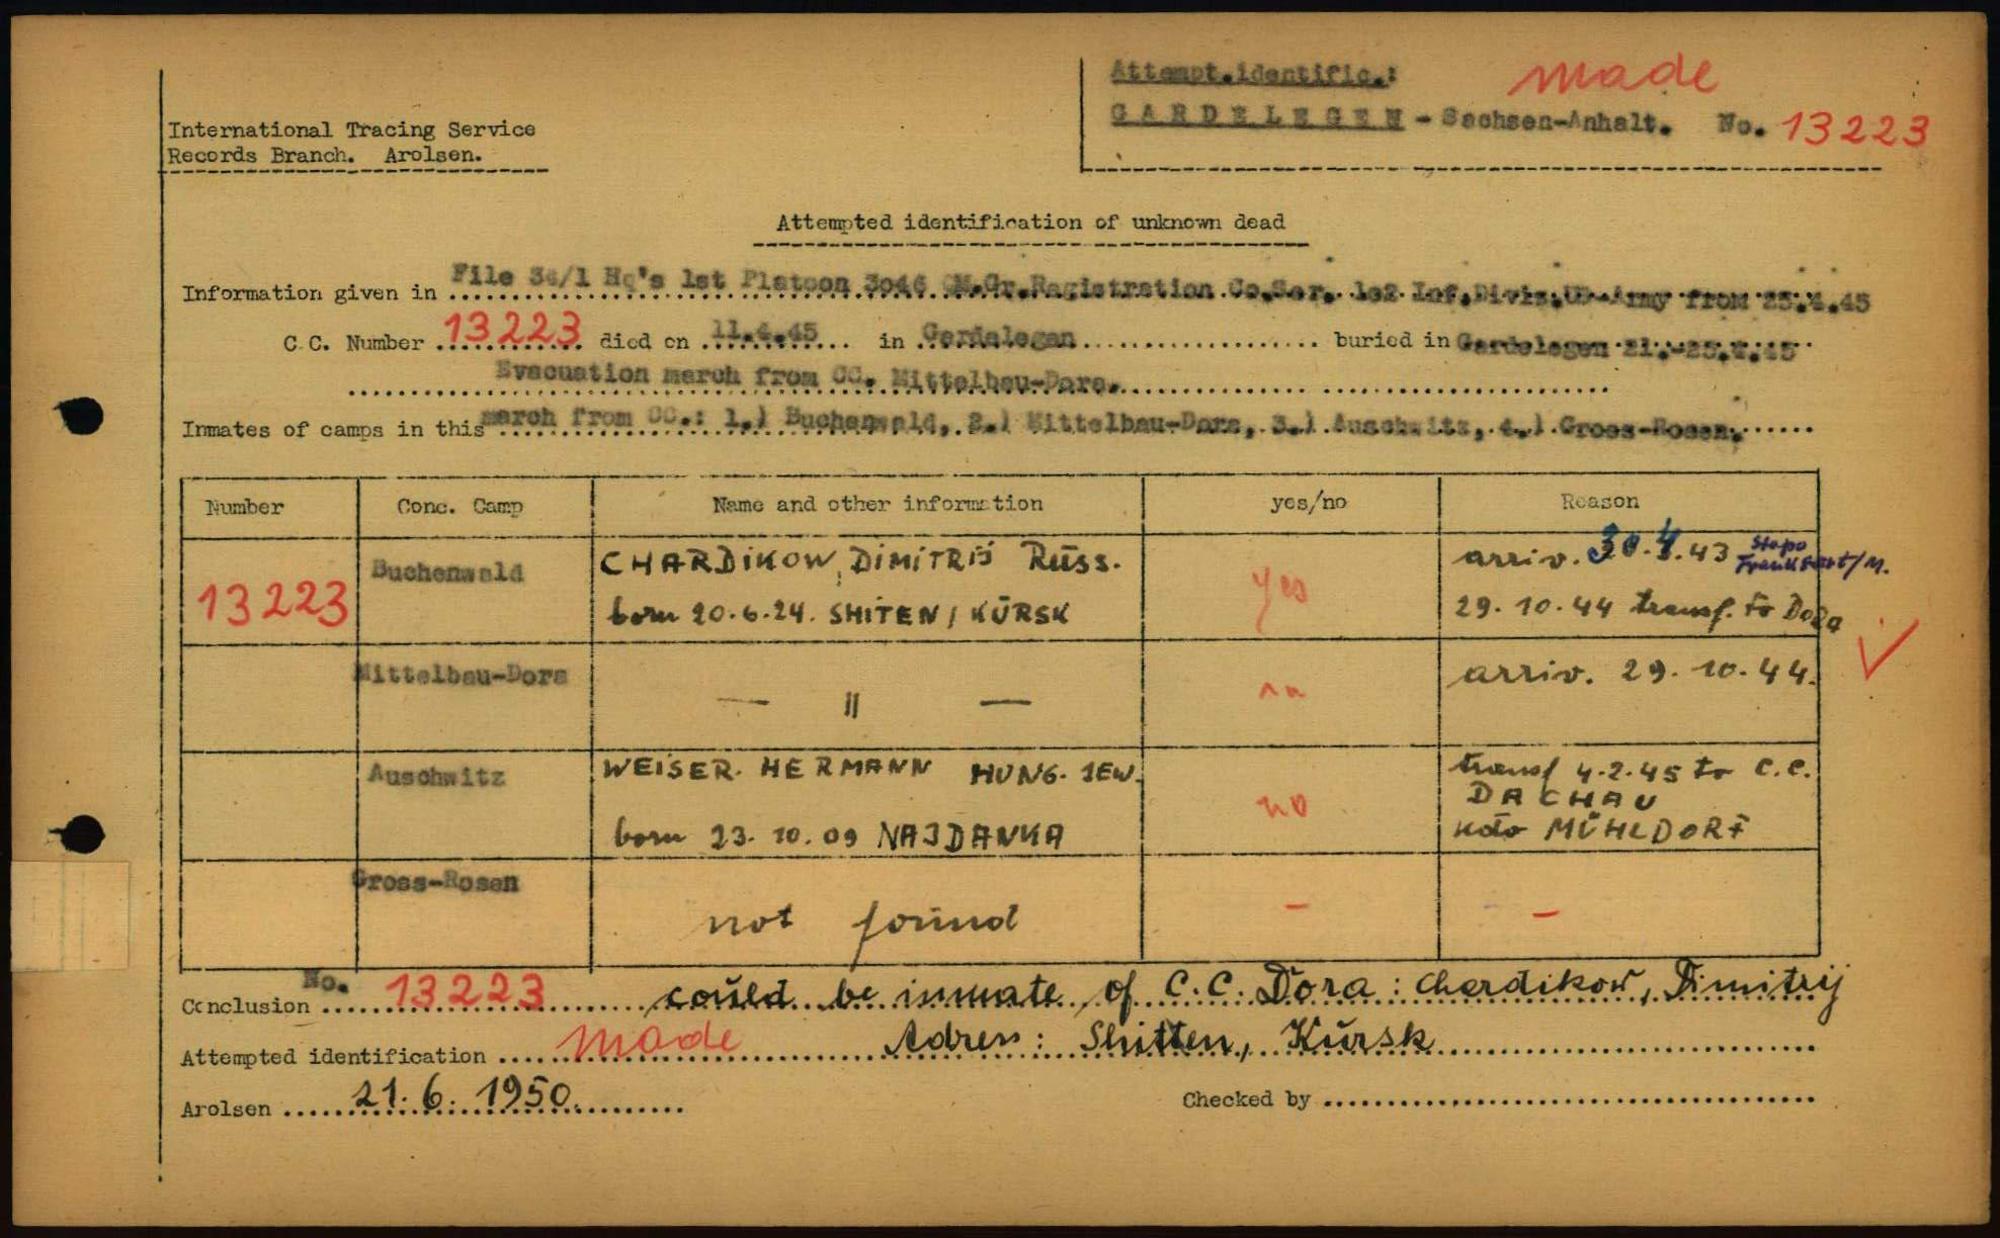 Attempt.identific.: made
GARDELEGEN - Sachsen-Anhalt. No. 13223
International Tracing Service
Records Branch. Arolsen.
Attempted identification of unknown dead
Information given in File 34/1 Hq's 1st Platoon 3046 QM.Gr.Ragistration Co.Ser. 102 Inf.Divis.US-Army from 25.4.45
C.C. Number 13223 died on 11.4.45 in Gardelegen buried in Gardelegen 21.-25.4.45
Evacuation march from CC. Mittelbau-Dora.
Inmates of camps in this march from CC.: 1.) Buchenwald, 2.) Mittelbau-Dora, 3.) Auschwitz, 4.) Gross-Rosen.
Number Conc. Camp Name and other information yes/no Reason
13223 Buchenwald CHARDIKOW, DIMITRIJ Russ. yes arriv. 30.4.43 Stapo Frankfurt/M.
born 20.6.24. SHITEN / KURSK 29.10.44 transf. to Dora
Mittelbau-Dora — " — arriv. 29.10.44.
Auschwitz WEISER. HERMANN HUNG. JEW. no transf 4.2.45 to C.C.
DACHAU
born 23.10.09 NAJDANKA Kdo MÜHLDORF
Gross-Rosen not found - -
Conclusion No. 13223 could be inmate of C.C. Dora: Chardikow, Dimitrij
Attempted identification made Adress: Shitten, Kursk
Arolsen 21.6.1950. Checked by